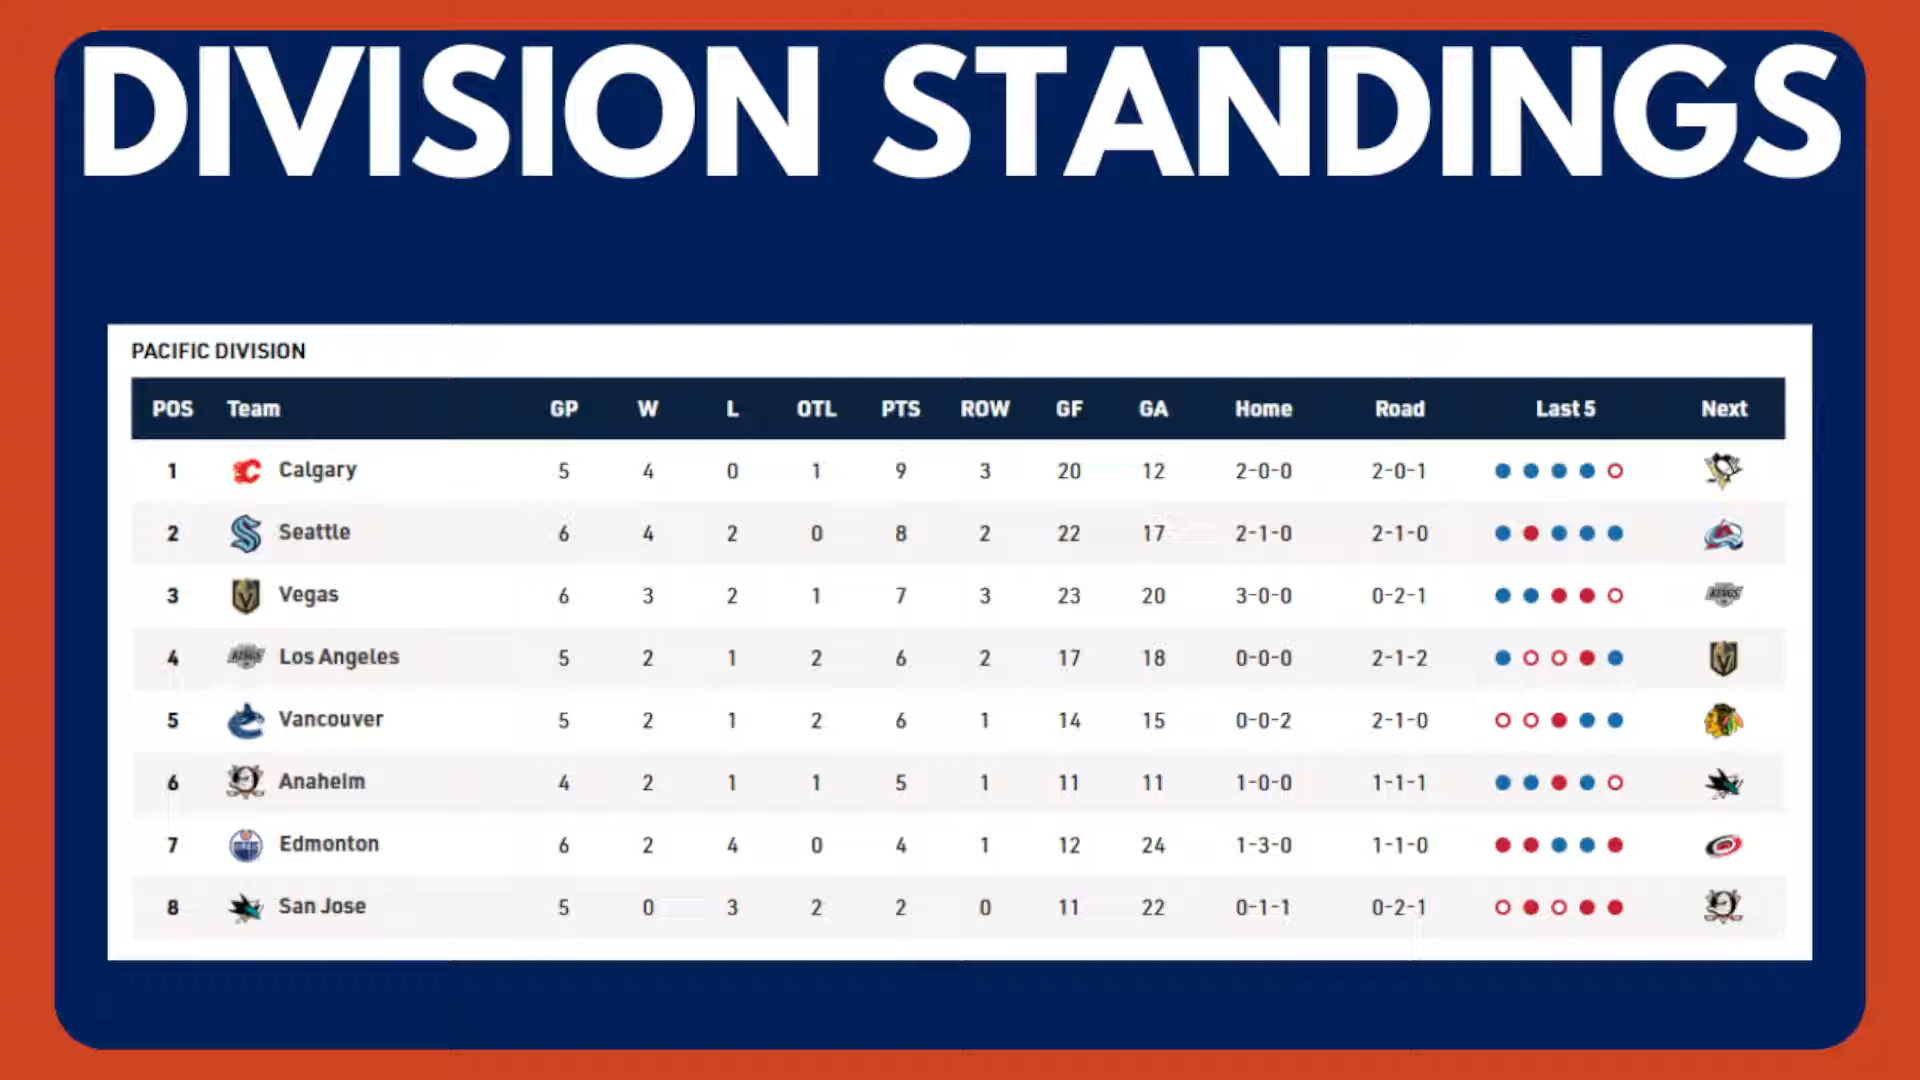 DIVISION STANDINGS
PACIFIC DIVISION
POS Team GP W L OTL PTS ROW GF GA Home Road Last 5 Next
1 Calgary 5 4 0 1 9 3 20 12 2-0-0 2-0-1
2 Seattle 6 4 2 0 8 2 22 17 2-1-0 2-1-0
3 Vegas 6 3 2 1 7 3 23 20 3-0-0 0-2-1 KINGS
4 KINGS Los Angeles 5 2 1 2 6 2 17 18 0-0-0 2-1-2
5 Vancouver 5 2 1 2 6 1 14 15 0-0-2 2-1-0
6 Anaheim 4 2 1 1 5 1 11 11 1-0-0 1-1-1
7 Edmonton 6 2 4 0 4 1 12 24 1-3-0 1-1-0
8 San Jose 5 0 3 2 2 0 11 22 0-1-1 0-2-1